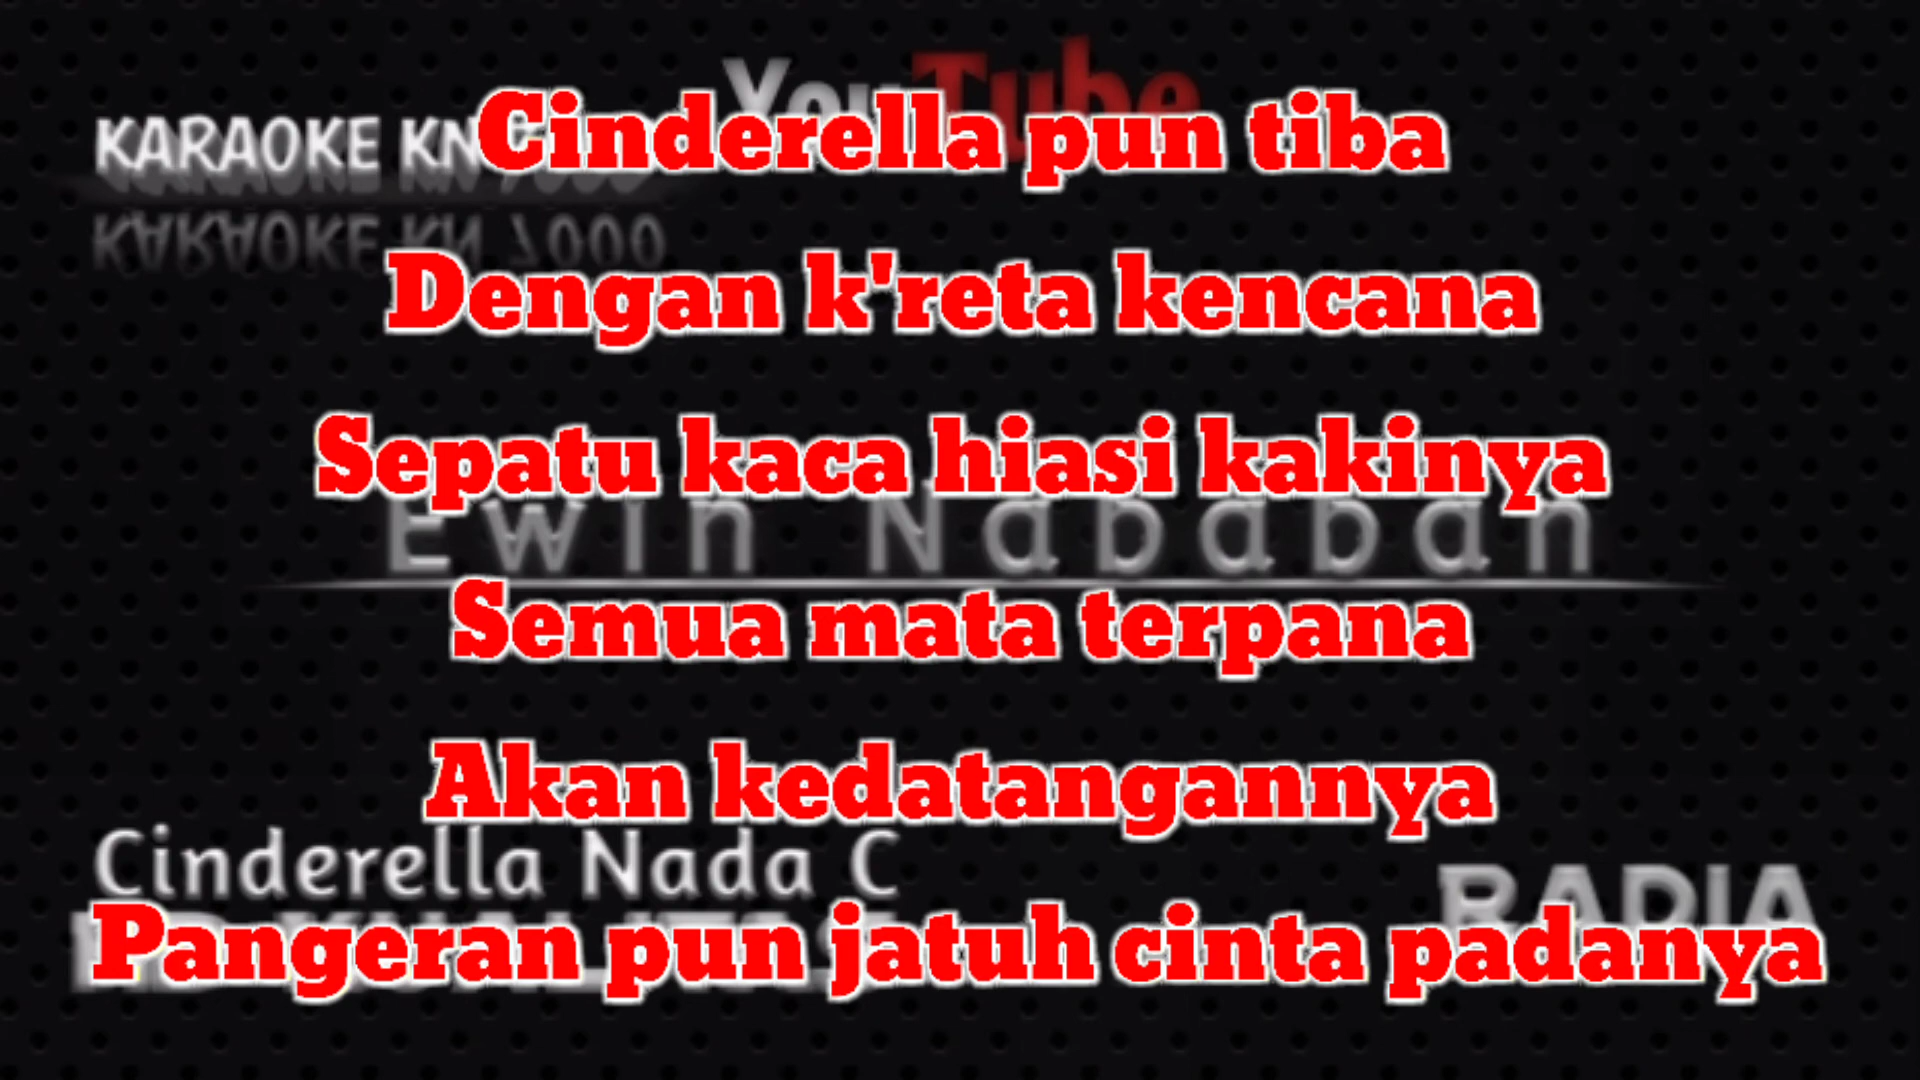 YouTube
KARAOKE KN
Cinderella pun tiba
KARAOKE KN 7000
Dengan k'reta kencana
Sepatu kaca hiasi kakinya
Ewin Nababan
Semua mata terpana
Akan kedatangannya
Cinderella Nada C
RADJA
Pangeran pun jatuh cinta padanya